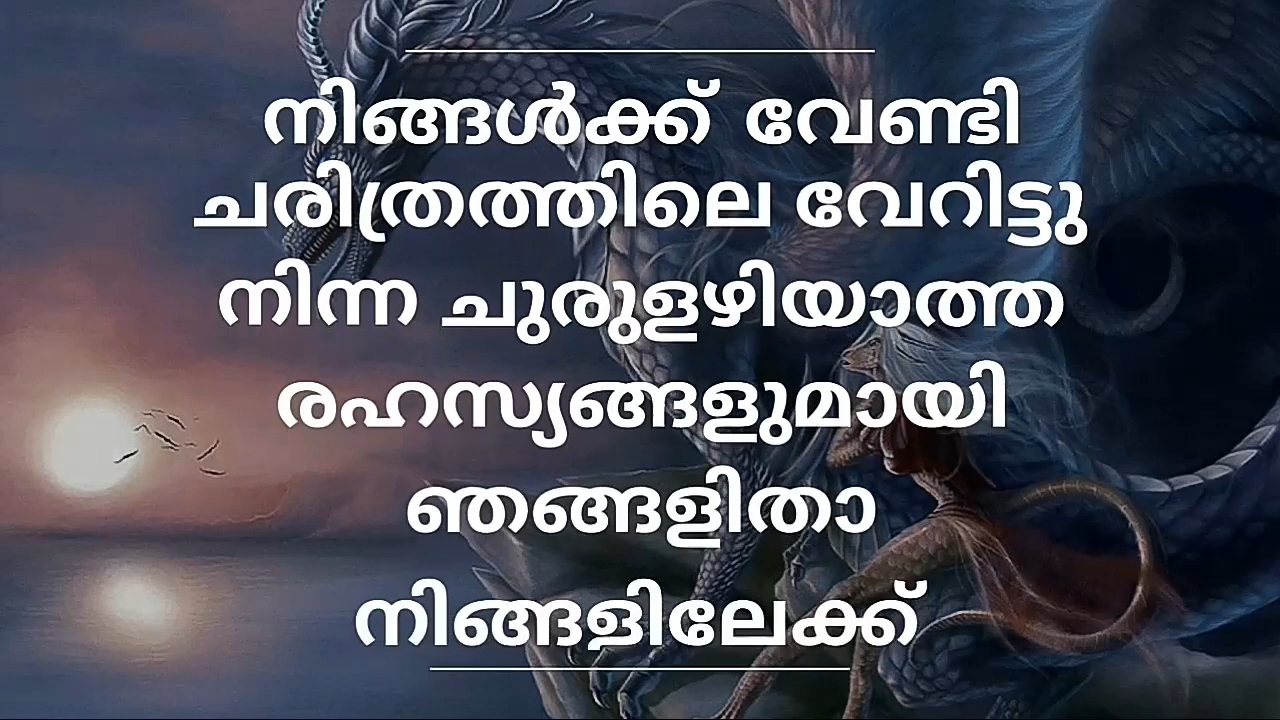 നിങ്ങൾക്ക് വേണ്ടി
ചരിത്രത്തിലെ വേറിട്ടു
നിന്ന ചുരുളഴിയാത്ത
രഹസ്യങ്ങളുമായി
ഞങ്ങളിതാ
നിങ്ങളിലേക്ക്